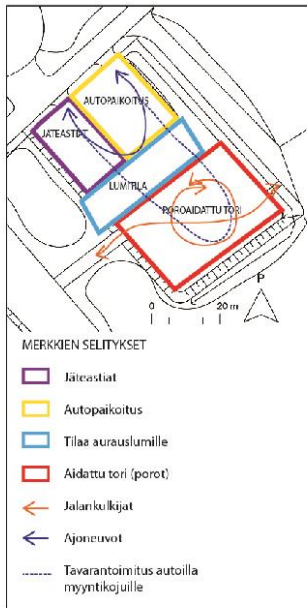 AUTOPAIKOITUS
JÄTEASTIAT
LUMITILA
POROAIDATTU TORI
P
0 20 m
MERKKIEN SELITYKSET
Jäteastiat
Autopaikoitus
Tilaa aurauslumille
Aidattu tori (porot)
Jalankulkijat
Ajoneuvot
Tavarantoimitus autoilla
myyntikojuille